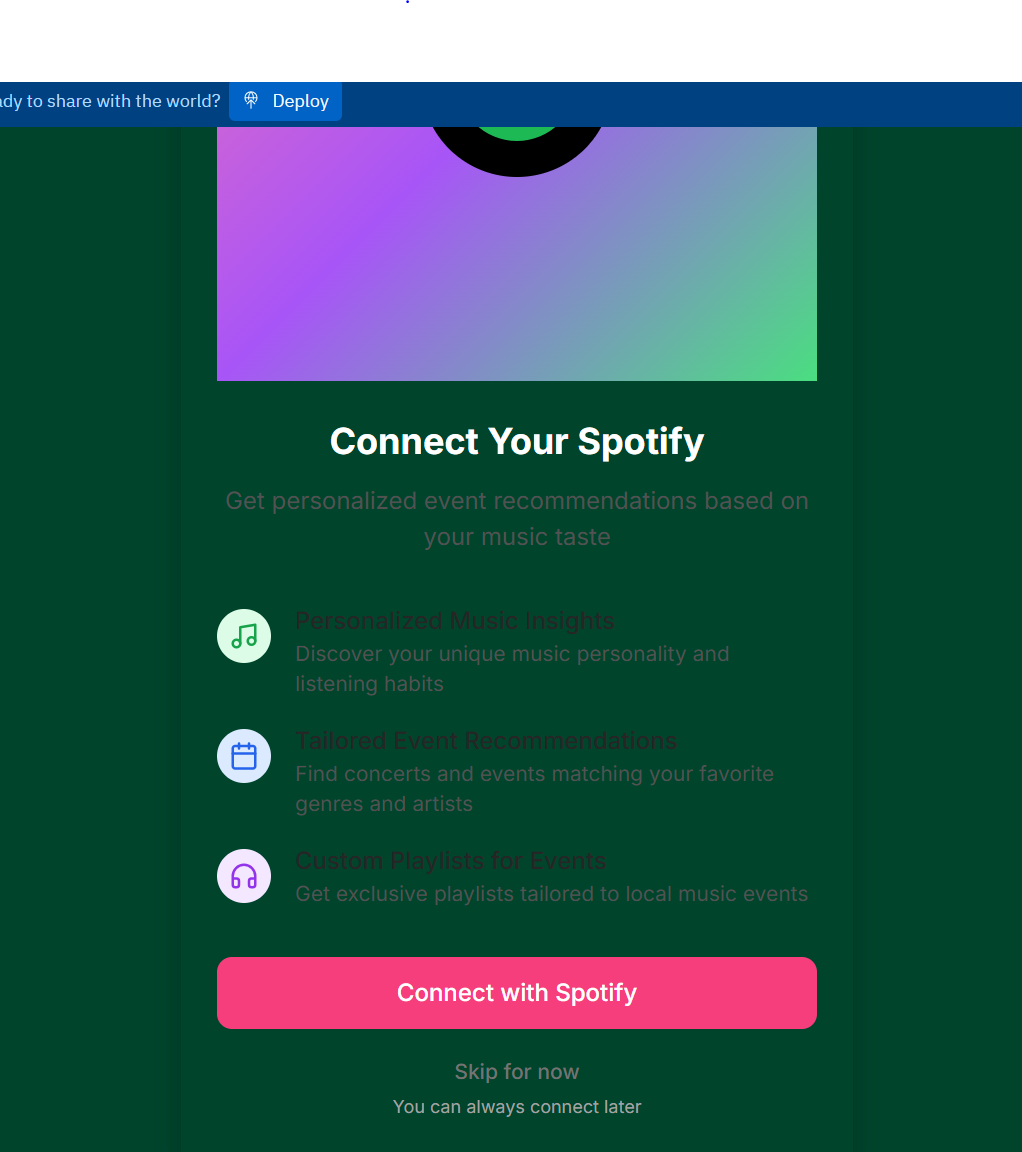 dy to share with the world?
Deploy
Connect Your Spotify
Get personalized event recommendations based on
your music taste
Personalized Music Insights
Discover your unique music personality and
listening habits
Tailored Event Recommendations
Find concerts and events matching your favorite
genres and artists
Custom Playlists for Events
Get exclusive playlists tailored to local music events
Connect with Spotify
Skip for now
You can always connect later